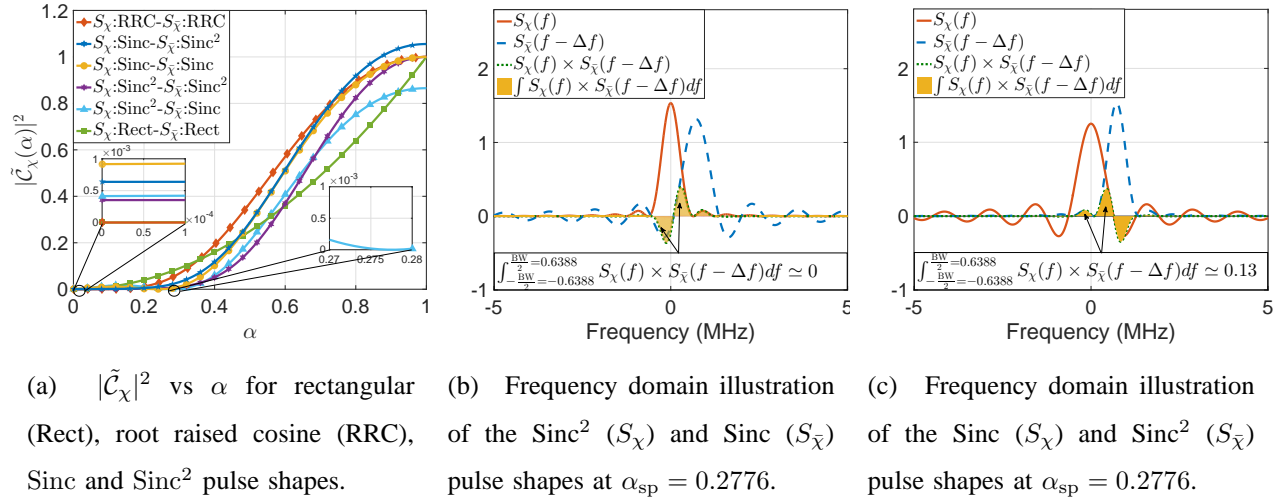 S_χ:RRC-S_χ̄:RRC
S_χ:Sinc-S_χ̄:Sinc²
S_χ:Sinc-S_χ̄:Sinc
S_χ:Sinc²-S_χ̄:Sinc²
S_χ:Sinc²-S_χ̄:Sinc
S_χ:Rect-S_χ̄:Rect
|C̃_χ(α)|²
1.2
1
0.8
0.6
0.4
0.2
0
0 0.2 0.4 0.6 0.8 1
α
1 ×10⁻³
0.5
0
0 0.5 1
×10⁻⁴
1 ×10⁻³
0.5
0
0.27 0.275 0.28
S_χ(f)
S_χ̄(f − Δf)
S_χ(f) × S_χ̄(f − Δf)
∫ S_χ(f) × S_χ̄(f − Δf)df
2
1
0
-1
∫_{-BW/2=-0.6388}^{BW/2=0.6388} S_χ(f) × S_χ̄(f − Δf)df ≃ 0
-5 0 5
Frequency (MHz)
S_χ(f)
S_χ̄(f − Δf)
S_χ(f) × S_χ̄(f − Δf)
∫ S_χ(f) × S_χ̄(f − Δf)df
2
1
0
-1
∫_{-BW/2=-0.6388}^{BW/2=0.6388} S_χ(f) × S_χ̄(f − Δf)df ≃ 0.13
-5 0 5
Frequency (MHz)
(a) |C̃_χ|² vs α for rectangular
(Rect), root raised cosine (RRC),
Sinc and Sinc² pulse shapes.
(b) Frequency domain illustration
of the Sinc² (S_χ) and Sinc (S_χ̄)
pulse shapes at α_sp = 0.2776.
(c) Frequency domain illustration
of the Sinc (S_χ) and Sinc² (S_χ̄)
pulse shapes at α_sp = 0.2776.